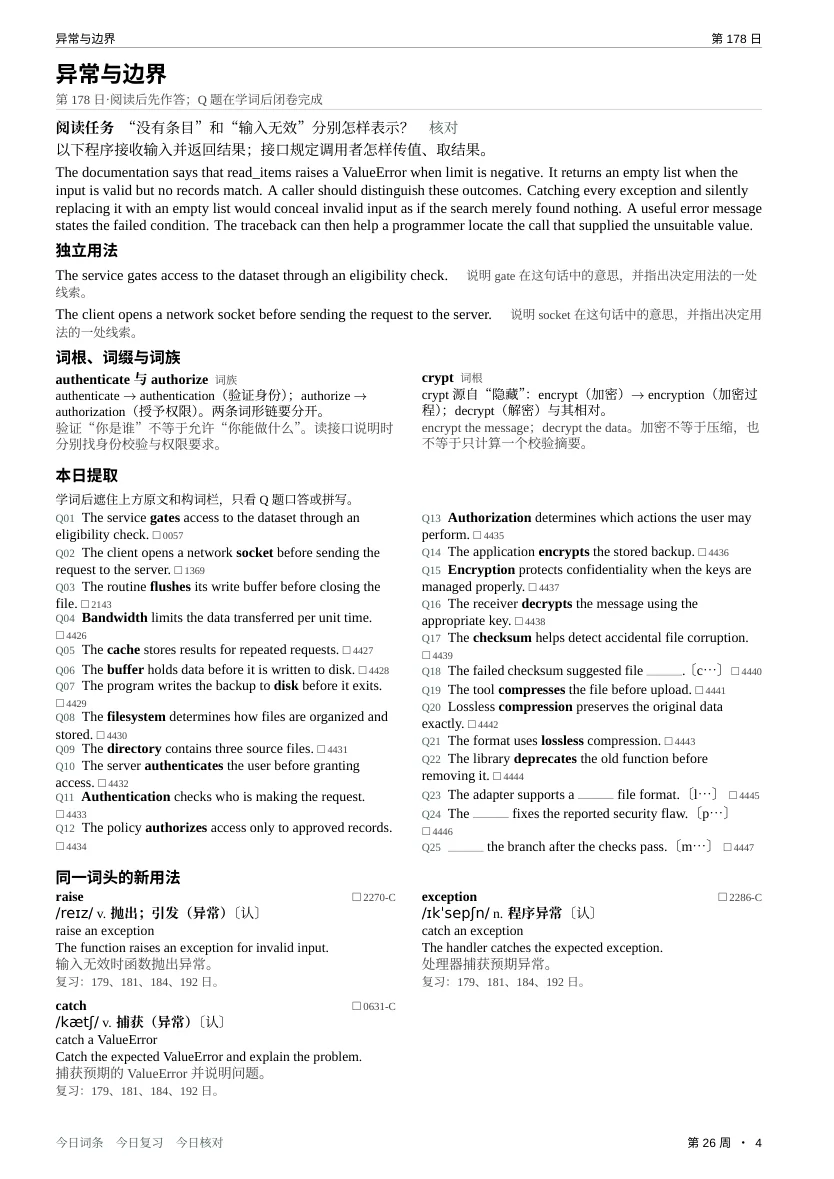 异常与边界 第 178 日
异常与边界
第 178 日·阅读后先作答；Q 题在学词后闭卷完成
阅读任务 “没有条目”和“输入无效”分别怎样表示？ 核对
以下程序接收输入并返回结果；接口规定调用者怎样传值、取结果。
The documentation says that read_items raises a ValueError when limit is negative. It returns an empty list when the
input is valid but no records match. A caller should distinguish these outcomes. Catching every exception and silently
replacing it with an empty list would conceal invalid input as if the search merely found nothing. A useful error message
states the failed condition. The traceback can then help a programmer locate the call that supplied the unsuitable value.
独立用法
The service gates access to the dataset through an eligibility check. 说明 gate 在这句话中的意思，并指出决定用法的一处
线索。
The client opens a network socket before sending the request to the server. 说明 socket 在这句话中的意思，并指出决定用
法的一处线索。
词根、词缀与词族
authenticate 与 authorize 词族
authenticate → authentication（验证身份）；authorize →
authorization（授予权限）。两条词形链要分开。
验证“你是谁”不等于允许“你能做什么”。读接口说明时
分别找身份校验与权限要求。
crypt 词根
crypt 源自“隐藏”：encrypt（加密）→ encryption（加密过
程）；decrypt（解密）与其相对。
encrypt the message；decrypt the data。加密不等于压缩，也
不等于只计算一个校验摘要。
本日提取
学词后遮住上方原文和构词栏，只看 Q 题口答或拼写。
Q01 The service gates access to the dataset through an
eligibility check. □ 0057
Q02 The client opens a network socket before sending the
request to the server. □ 1369
Q03 The routine flushes its write buffer before closing the
file. □ 2143
Q04 Bandwidth limits the data transferred per unit time.
□ 4426
Q05 The cache stores results for repeated requests. □ 4427
Q06 The buffer holds data before it is written to disk. □ 4428
Q07 The program writes the backup to disk before it exits.
□ 4429
Q08 The filesystem determines how files are organized and
stored. □ 4430
Q09 The directory contains three source files. □ 4431
Q10 The server authenticates the user before granting
access. □ 4432
Q11 Authentication checks who is making the request.
□ 4433
Q12 The policy authorizes access only to approved records.
□ 4434
Q13 Authorization determines which actions the user may
perform. □ 4435
Q14 The application encrypts the stored backup. □ 4436
Q15 Encryption protects confidentiality when the keys are
managed properly. □ 4437
Q16 The receiver decrypts the message using the
appropriate key. □ 4438
Q17 The checksum helps detect accidental file corruption.
□ 4439
Q18 The failed checksum suggested file ______.〔c⋯〕 □ 4440
Q19 The tool compresses the file before upload. □ 4441
Q20 Lossless compression preserves the original data
exactly. □ 4442
Q21 The format uses lossless compression. □ 4443
Q22 The library deprecates the old function before
removing it. □ 4444
Q23 The adapter supports a ______ file format.〔l⋯〕 □ 4445
Q24 The ______ fixes the reported security flaw.〔p⋯〕
□ 4446
Q25 ______ the branch after the checks pass.〔m⋯〕 □ 4447
同一词头的新用法
raise □ 2270-C
/reɪz/ v. 抛出；引发（异常）〔认〕
raise an exception
The function raises an exception for invalid input.
输入无效时函数抛出异常。
复习：179、181、184、192 日。
exception □ 2286-C
/ɪkˈsepʃn/ n. 程序异常〔认〕
catch an exception
The handler catches the expected exception.
处理器捕获预期异常。
复习：179、181、184、192 日。
catch □ 0631-C
/kætʃ/ v. 捕获（异常）〔认〕
catch a ValueError
Catch the expected ValueError and explain the problem.
捕获预期的 ValueError 并说明问题。
复习：179、181、184、192 日。
今日词条 今日复习 今日核对 第 26 周 · 4